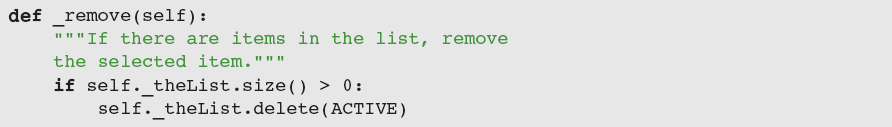 def _remove(self):
    """If there are items in the list, remove
    the selected item."""
    if self._theList.size() > 0:
        self._theList.delete(ACTIVE)